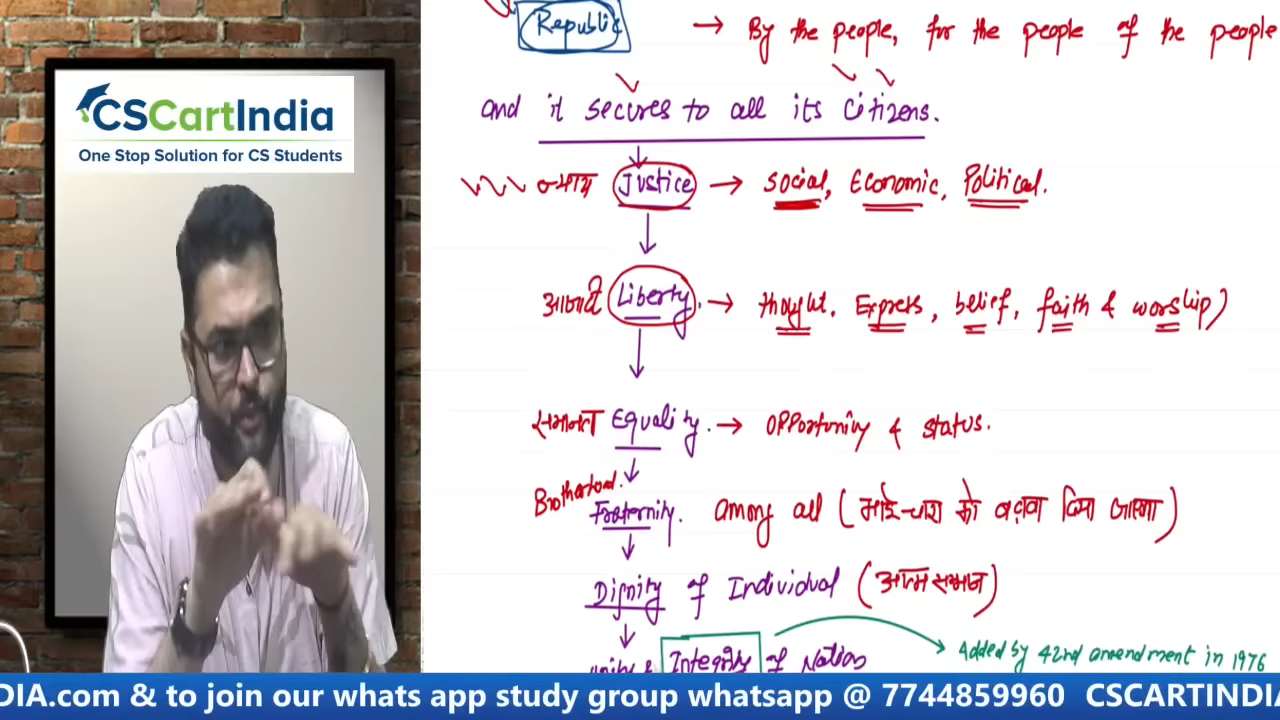 CSCartIndia
One Stop Solution for CS Students
Republic → By the people, for the people of the people
and it secures to all its Citizens.
न्याय Justice → Social, Economic, Political.
आजादी Liberty. → thought, Express, belief, faith & worship)
समानता Equality. → Opportunity & status.
Brotherhood.
Fraternity. Among all (भाई-चारा को बढ़ावा दिया जाएगा)
Dignity of Individual (आत्मसम्मान)
unity & Integrity of Nation → Added by 42nd amendment in 1976
DIA.com & to join our whats app study group whatsapp @ 7744859960 CSCARTINDIA